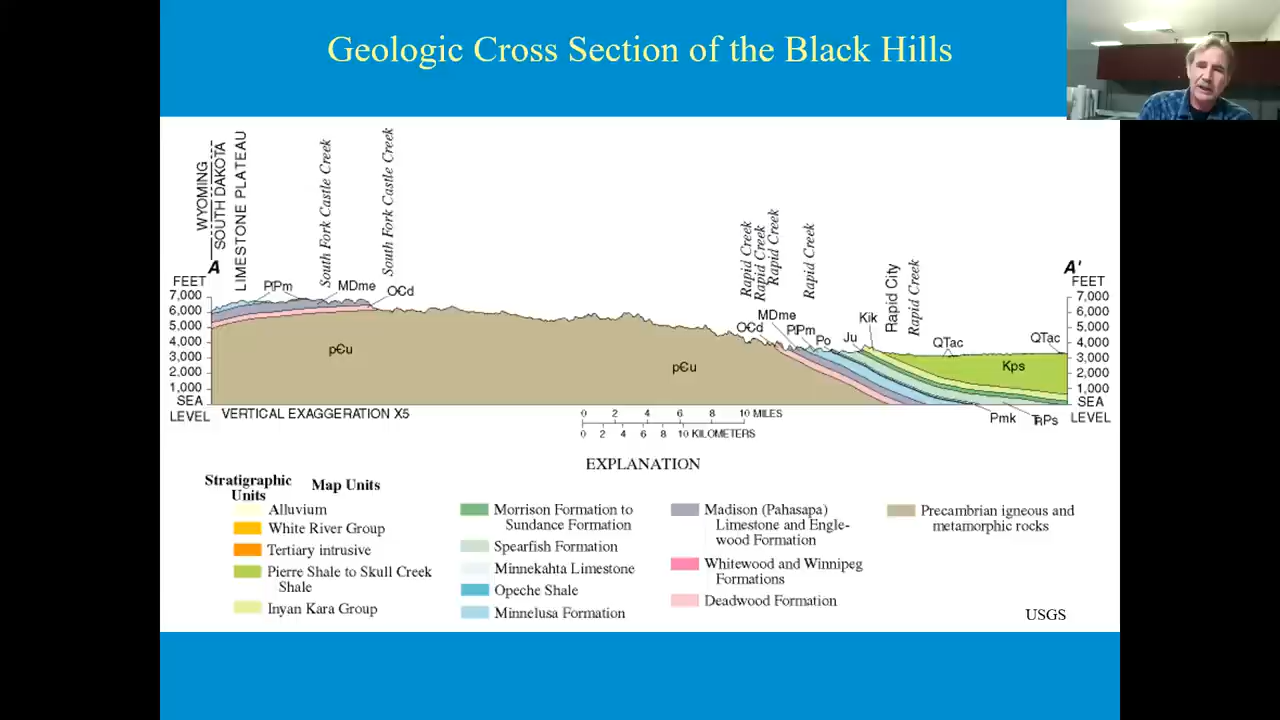 Geologic Cross Section of the Black Hills
WYOMING
SOUTH DAKOTA
LIMESTONE PLATEAU
South Fork Castle Creek
South Fork Castle Creek
Rapid Creek
Rapid Creek
Rapid Creek
Rapid Creek
Rapid City
Rapid Creek
A
A'
FEET
7,000
6,000
5,000
4,000
3,000
2,000
1,000
SEA
LEVEL
PIPm
MDme
OЄd
pЄu
pЄu
OЄd
MDme
PIPm
Po
Ju
Kik
QTac
QTac
Kps
Pmk
TRPs
FEET
7,000
6,000
5,000
4,000
3,000
2,000
1,000
SEA
LEVEL
VERTICAL EXAGGERATION X5
0 2 4 6 8 10 MILES
0 2 4 6 8 10 KILOMETERS
EXPLANATION
Stratigraphic
Units
Map Units
Alluvium
White River Group
Tertiary intrusive
Pierre Shale to Skull Creek
Shale
Inyan Kara Group
Morrison Formation to
Sundance Formation
Spearfish Formation
Minnekahta Limestone
Opeche Shale
Minnelusa Formation
Madison (Pahasapa)
Limestone and Engle-
wood Formation
Whitewood and Winnipeg
Formations
Deadwood Formation
Precambrian igneous and
metamorphic rocks
USGS